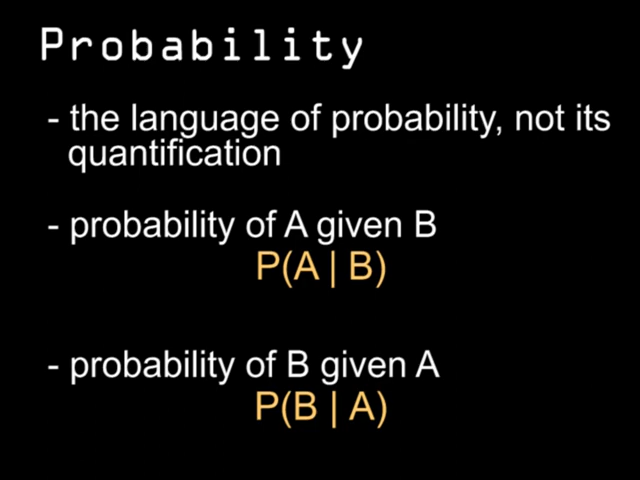 Probability
- the language of probability, not its
quantification
- probability of A given B
P(A | B)
- probability of B given A
P(B | A)